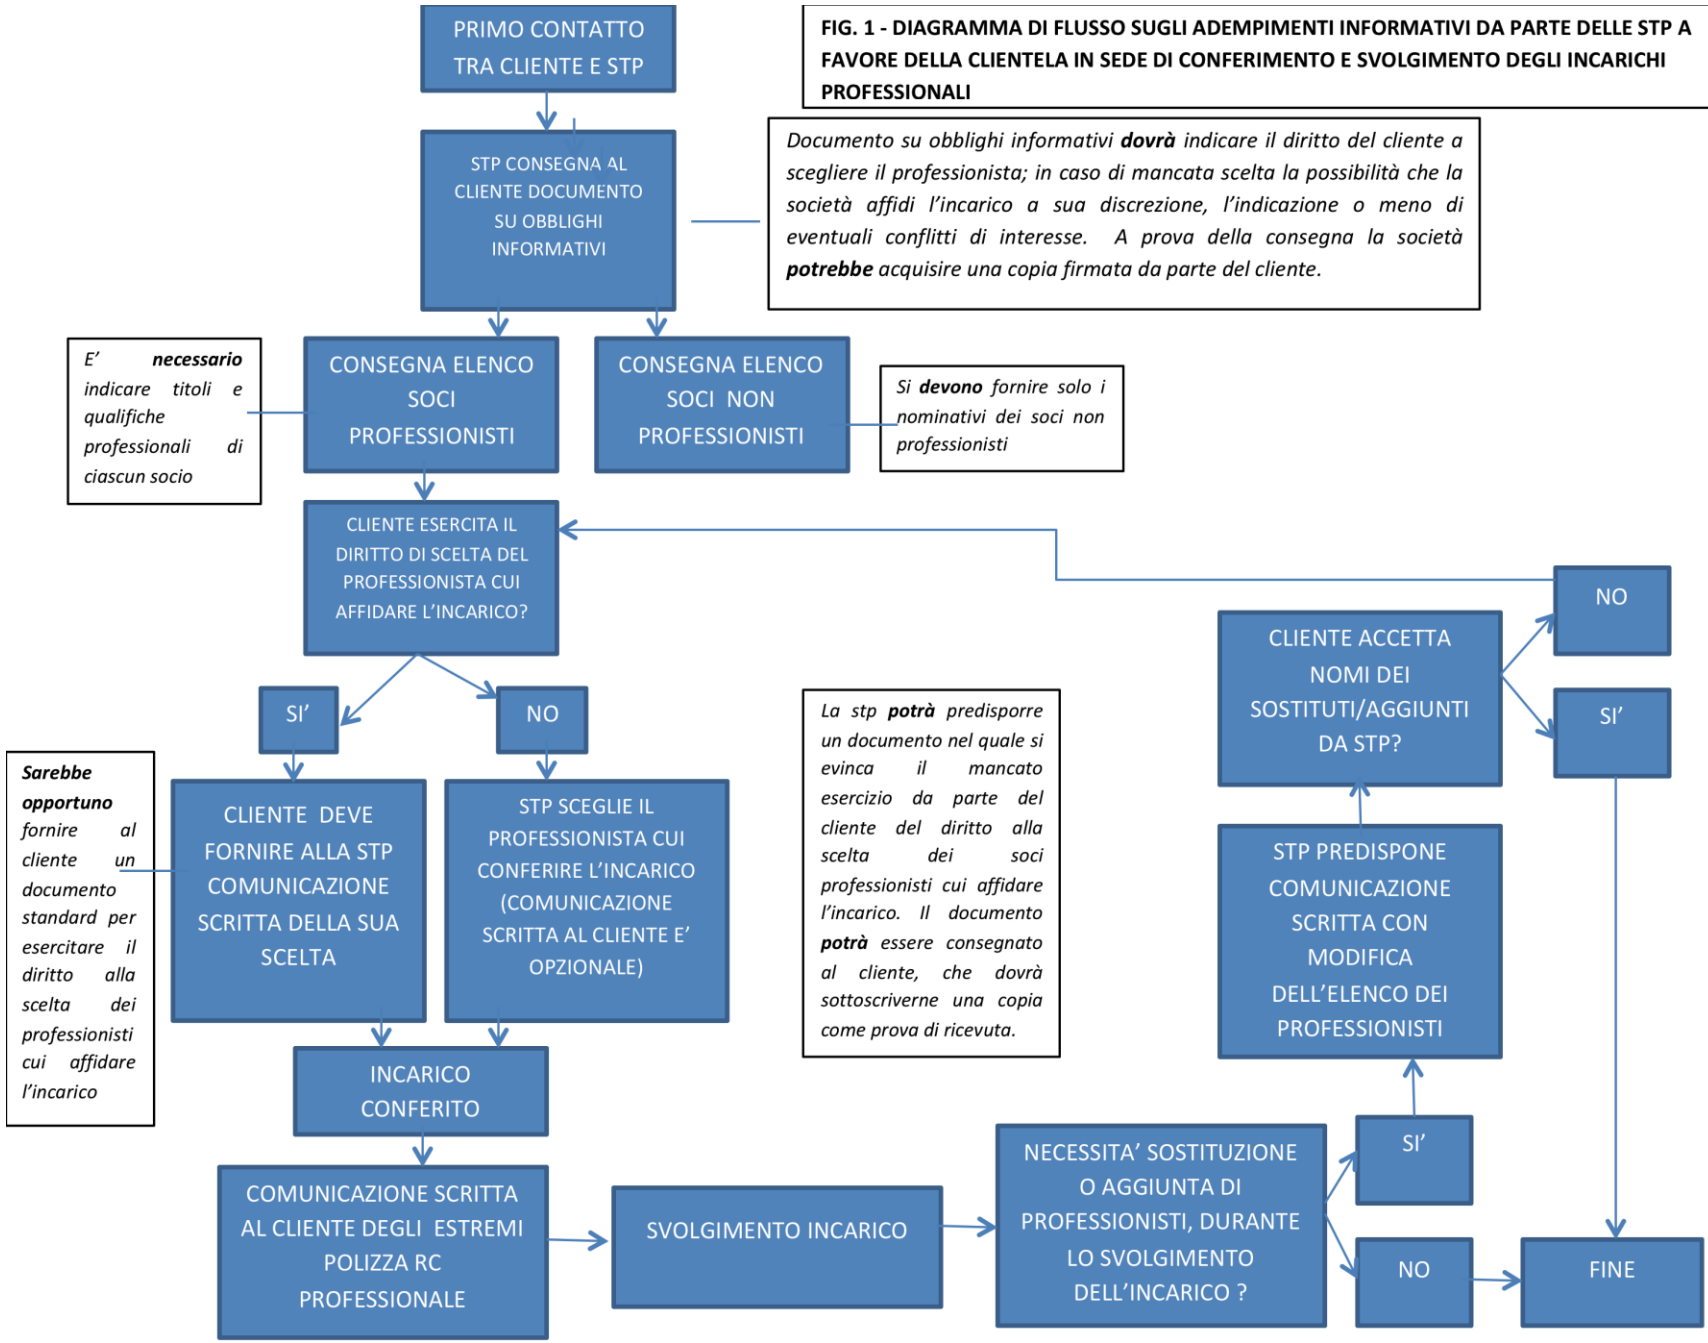 PRIMO CONTATTO
TRA CLIENTE E STP
FIG. 1 - DIAGRAMMA DI FLUSSO SUGLI ADEMPIMENTI INFORMATIVI DA PARTE DELLE STP A
FAVORE DELLA CLIENTELA IN SEDE DI CONFERIMENTO E SVOLGIMENTO DEGLI INCARICHI
PROFESSIONALI
STP CONSEGNA AL
CLIENTE DOCUMENTO
SU OBBLIGHI
INFORMATIVI
Documento su obblighi informativi dovrà indicare il diritto del cliente a
scegliere il professionista; in caso di mancata scelta la possibilità che la
società affidi l'incarico a sua discrezione, l'indicazione o meno di
eventuali conflitti di interesse. A prova della consegna la società
potrebbe acquisire una copia firmata da parte del cliente.
E' necessario
indicare titoli e
qualifiche
professionali di
ciascun socio
CONSEGNA ELENCO
SOCI
PROFESSIONISTI
CONSEGNA ELENCO
SOCI NON
PROFESSIONISTI
Si devono fornire solo i
nominativi dei soci non
professionisti
CLIENTE ESERCITA IL
DIRITTO DI SCELTA DEL
PROFESSIONISTA CUI
AFFIDARE L'INCARICO?
SI'
NO
Sarebbe
opportuno
fornire al
cliente un
documento
standard per
esercitare il
diritto alla
scelta dei
professionisti
cui affidare
l'incarico
CLIENTE DEVE
FORNIRE ALLA STP
COMUNICAZIONE
SCRITTA DELLA SUA
SCELTA
STP SCEGLIE IL
PROFESSIONISTA CUI
CONFERIRE L'INCARICO
(COMUNICAZIONE
SCRITTA AL CLIENTE E'
OPZIONALE)
La stp potrà predisporre
un documento nel quale si
evinca il mancato
esercizio da parte del
cliente del diritto alla
scelta dei soci
professionisti cui affidare
l'incarico. Il documento
potrà essere consegnato
al cliente, che dovrà
sottoscriverne una copia
come prova di ricevuta.
INCARICO
CONFERITO
COMUNICAZIONE SCRITTA
AL CLIENTE DEGLI ESTREMI
POLIZZA RC
PROFESSIONALE
SVOLGIMENTO INCARICO
NECESSITA' SOSTITUZIONE
O AGGIUNTA DI
PROFESSIONISTI, DURANTE
LO SVOLGIMENTO
DELL'INCARICO ?
SI'
NO
STP PREDISPONE
COMUNICAZIONE
SCRITTA CON
MODIFICA
DELL'ELENCO DEI
PROFESSIONISTI
CLIENTE ACCETTA
NOMI DEI
SOSTITUTI/AGGIUNTI
DA STP?
NO
SI'
FINE